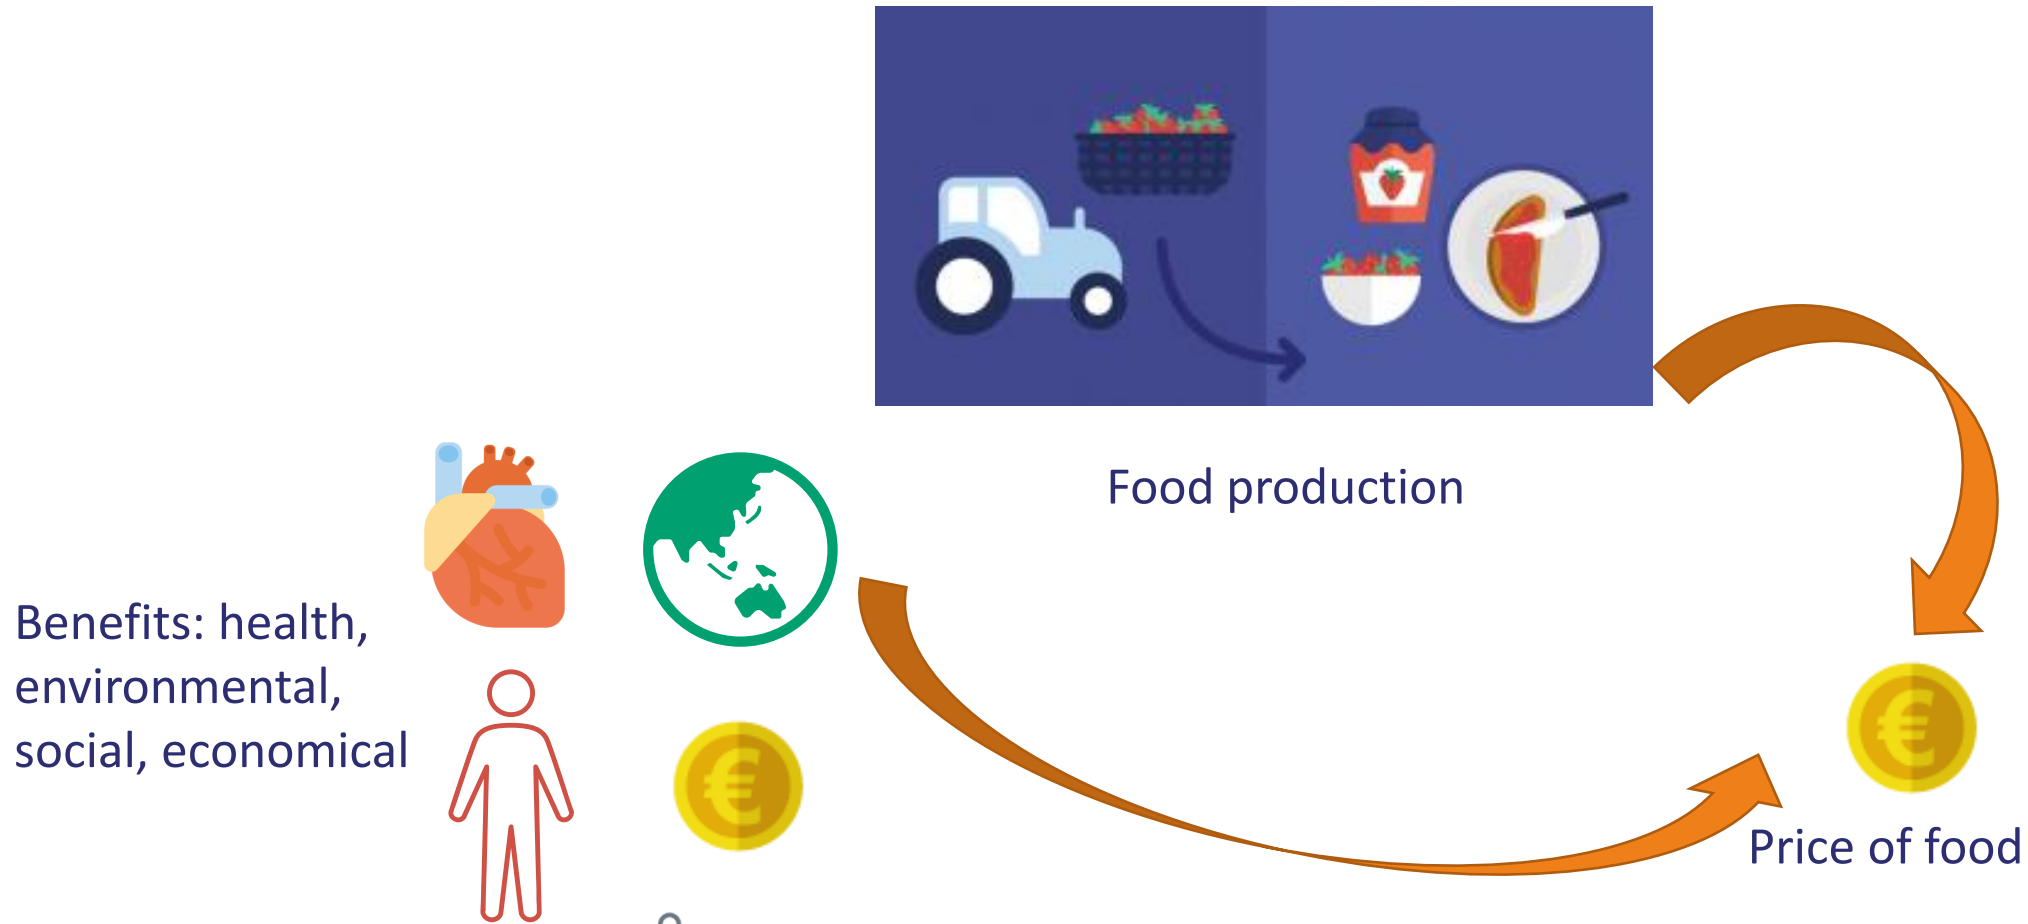 Food production
Benefits: health,
environmental,
social, economical
€
€
Price of food